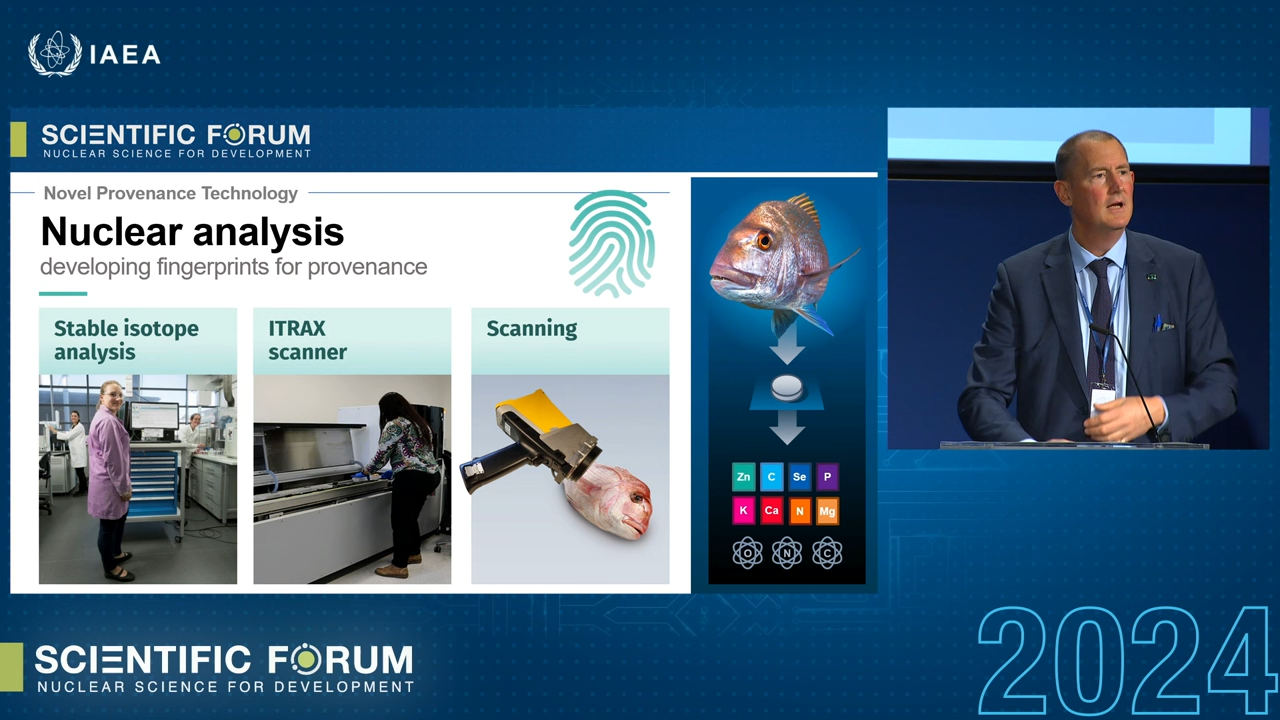 IAEA
SCIENTIFIC FORUM
NUCLEAR SCIENCE FOR DEVELOPMENT
Novel Provenance Technology
Nuclear analysis
developing fingerprints for provenance
Stable isotope
analysis
ITRAX
scanner
Scanning
Zn C Se P
K Ca N Mg
O N C
SCIENTIFIC FORUM
NUCLEAR SCIENCE FOR DEVELOPMENT
2024